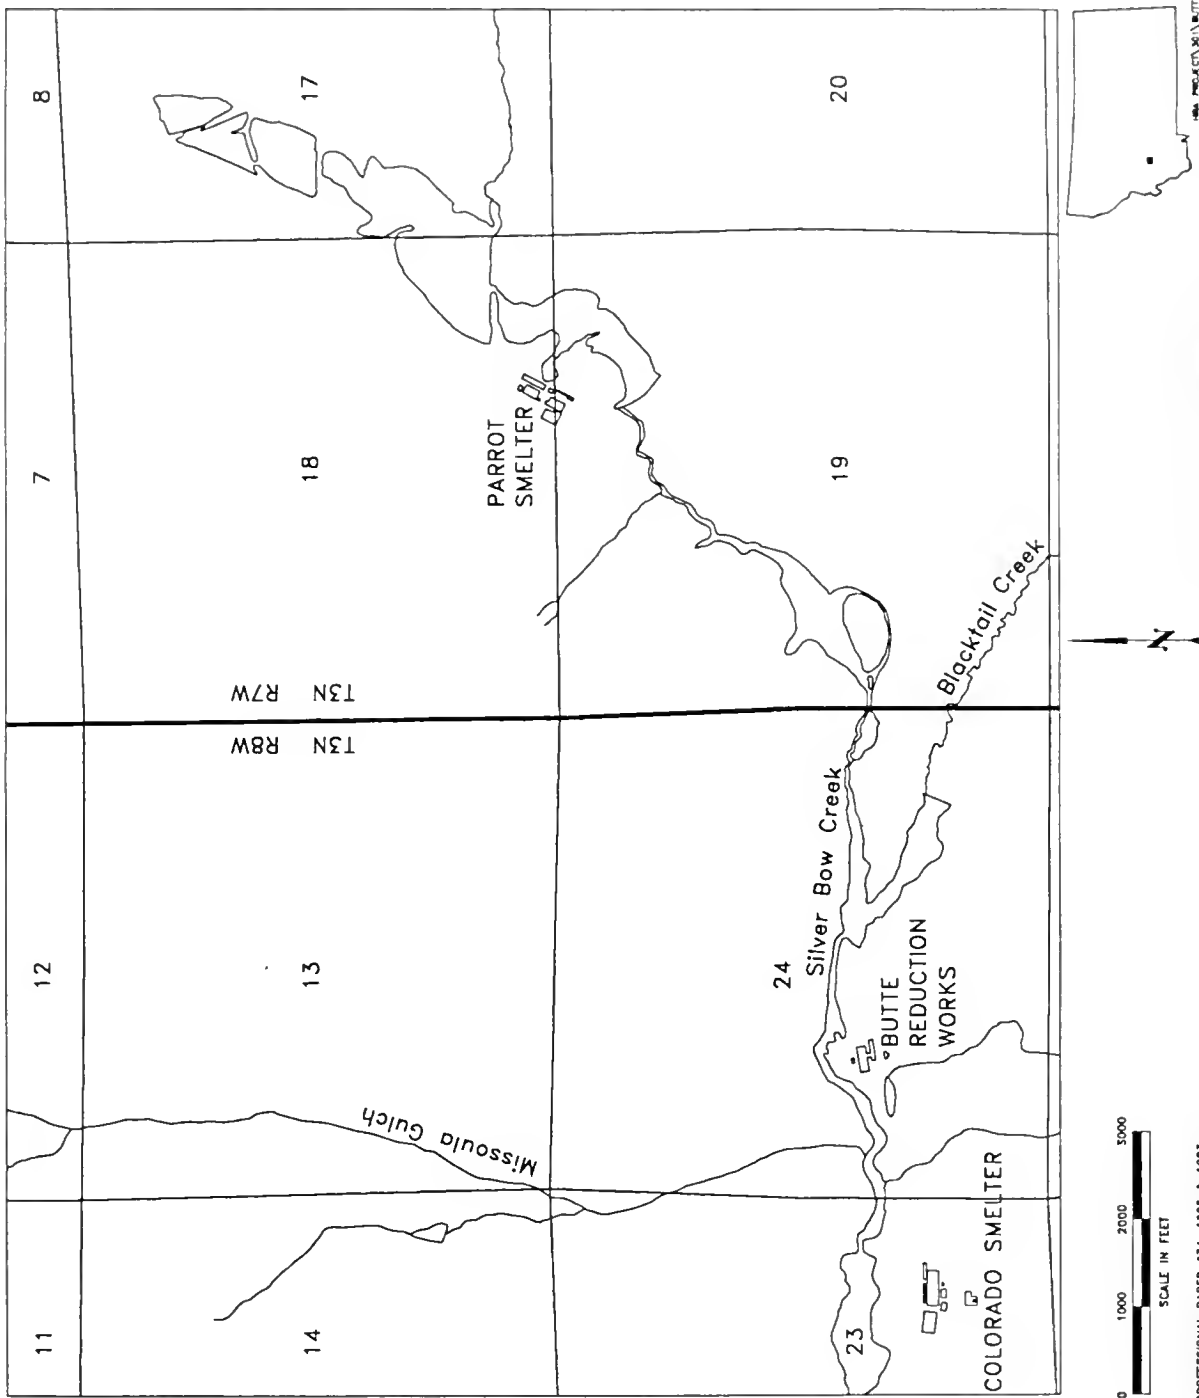 11
12
7
8
14
13
18
17
T3N R8W
T3N R7W
PARROT
SMELTER
Missoula Gulch
23
24
19
20
Silver Bow Creek
Blacktail Creek
BUTTE
REDUCTION
WORKS
COLORADO SMELTER
N
0 1000 2000 3000
SCALE IN FEET